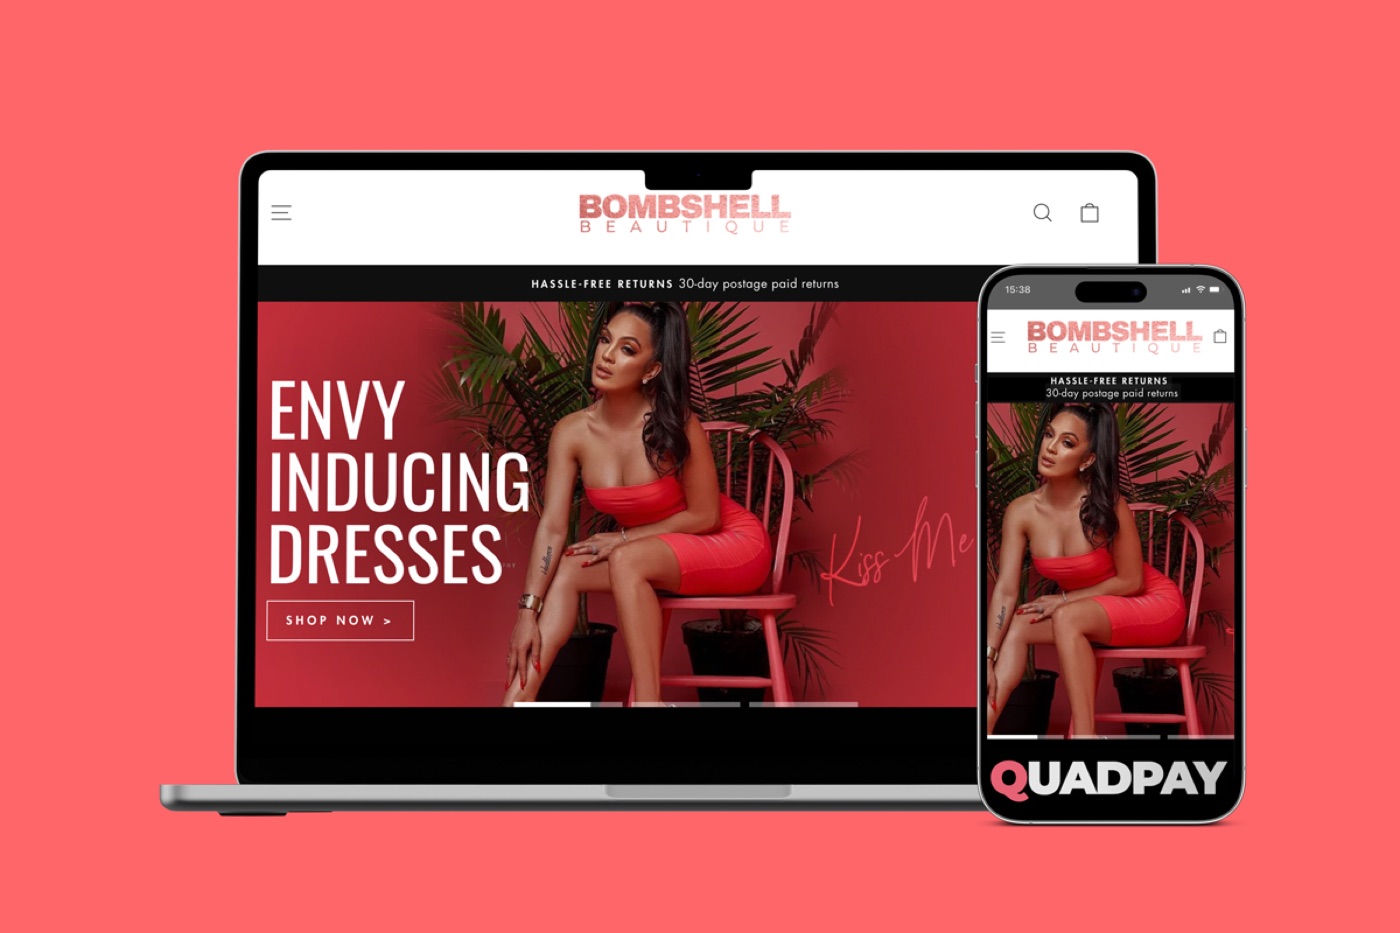 BOMBSHELL
BEAUTIQUE
HASSLE-FREE RETURNS 30-day postage paid returns
ENVY
INDUCING
DRESSES
SHOP NOW >
Kiss Me
15:38
BOMBSHELL
BEAUTIQUE
HASSLE-FREE RETURNS
30-day postage paid returns
QUADPAY